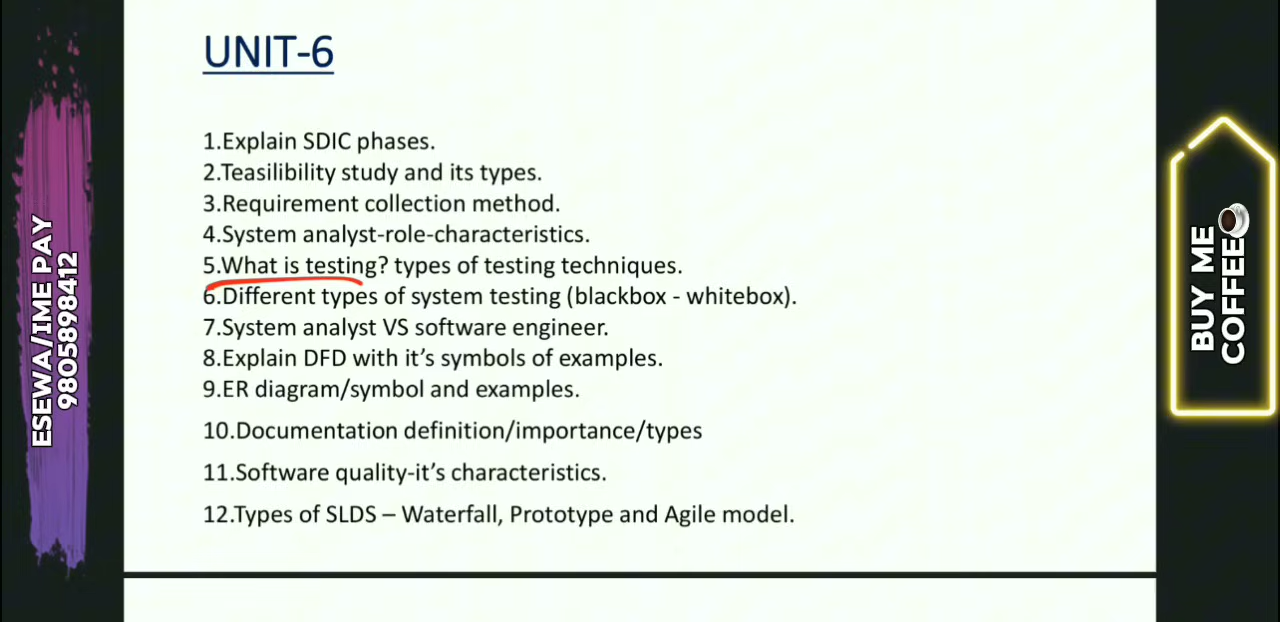 UNIT-6
1.Explain SDIC phases.
2.Teasilibility study and its types.
3.Requirement collection method.
4.System analyst-role-characteristics.
5.What is testing? types of testing techniques.
6.Different types of system testing (blackbox - whitebox).
7.System analyst VS software engineer.
8.Explain DFD with it’s symbols of examples.
9.ER diagram/symbol and examples.
10.Documentation definition/importance/types
11.Software quality-it’s characteristics.
12.Types of SLDS – Waterfall, Prototype and Agile model.
ESEWA/IME PAY
9805898412
BUY ME
COFFEE